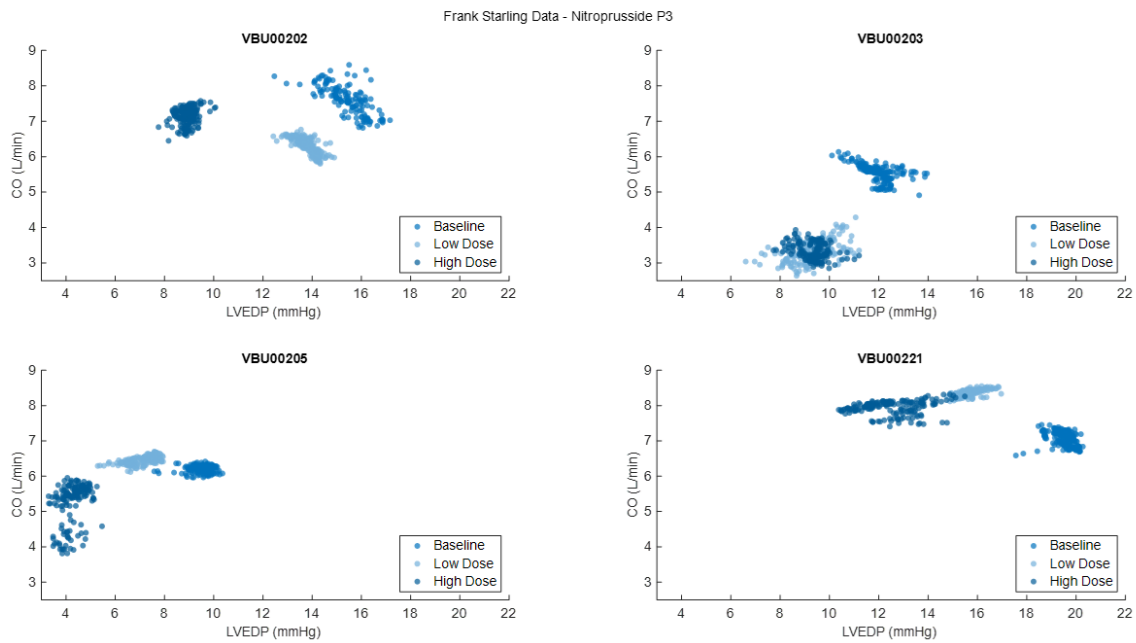 Frank Starling Data - Nitroprusside P3
VBU00202
9
8
7
6
5
4
3
CO (L/min)
4 6 8 10 12 14 16 18 20 22
LVEDP (mmHg)
Baseline
Low Dose
High Dose
VBU00203
9
8
7
6
5
4
3
CO (L/min)
4 6 8 10 12 14 16 18 20 22
LVEDP (mmHg)
Baseline
Low Dose
High Dose
VBU00205
9
8
7
6
5
4
3
CO (L/min)
4 6 8 10 12 14 16 18 20 22
LVEDP (mmHg)
Baseline
Low Dose
High Dose
VBU00221
9
8
7
6
5
4
3
CO (L/min)
4 6 8 10 12 14 16 18 20 22
LVEDP (mmHg)
Baseline
Low Dose
High Dose